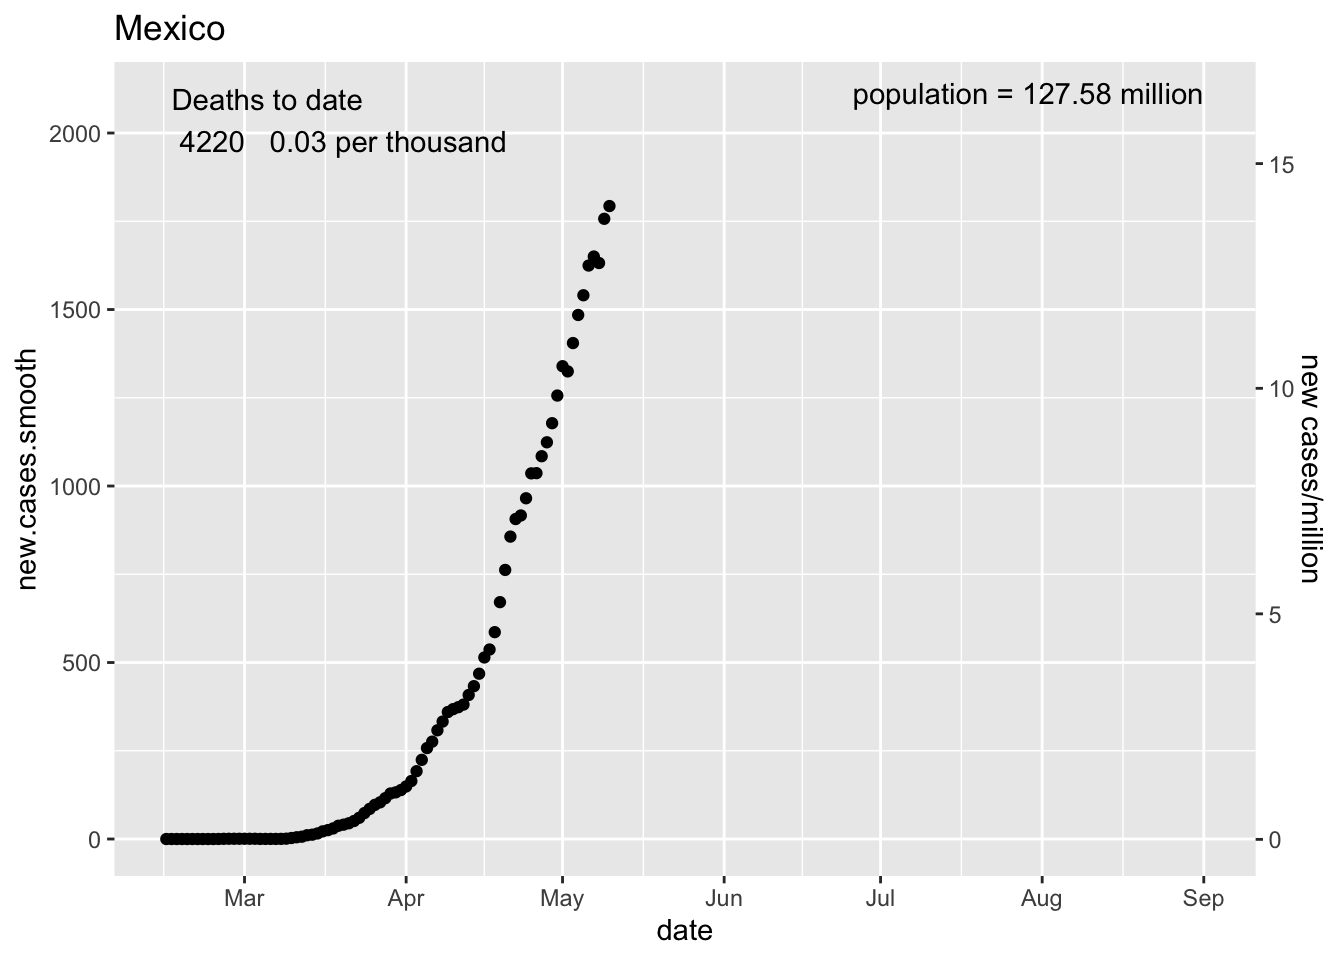 Mexico
Deaths to date
4220 0.03 per thousand
population = 127.58 million
new.cases.smooth
2000
1500
1000
500
0
15
10
5
0
new cases/million
Mar Apr May Jun Jul Aug Sep
date